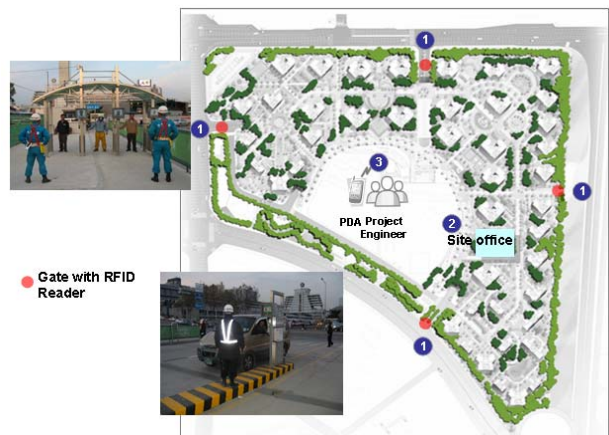 1
1
3
1
PDA Project
Engineer
2
Site office
Gate with RFID
Reader
1